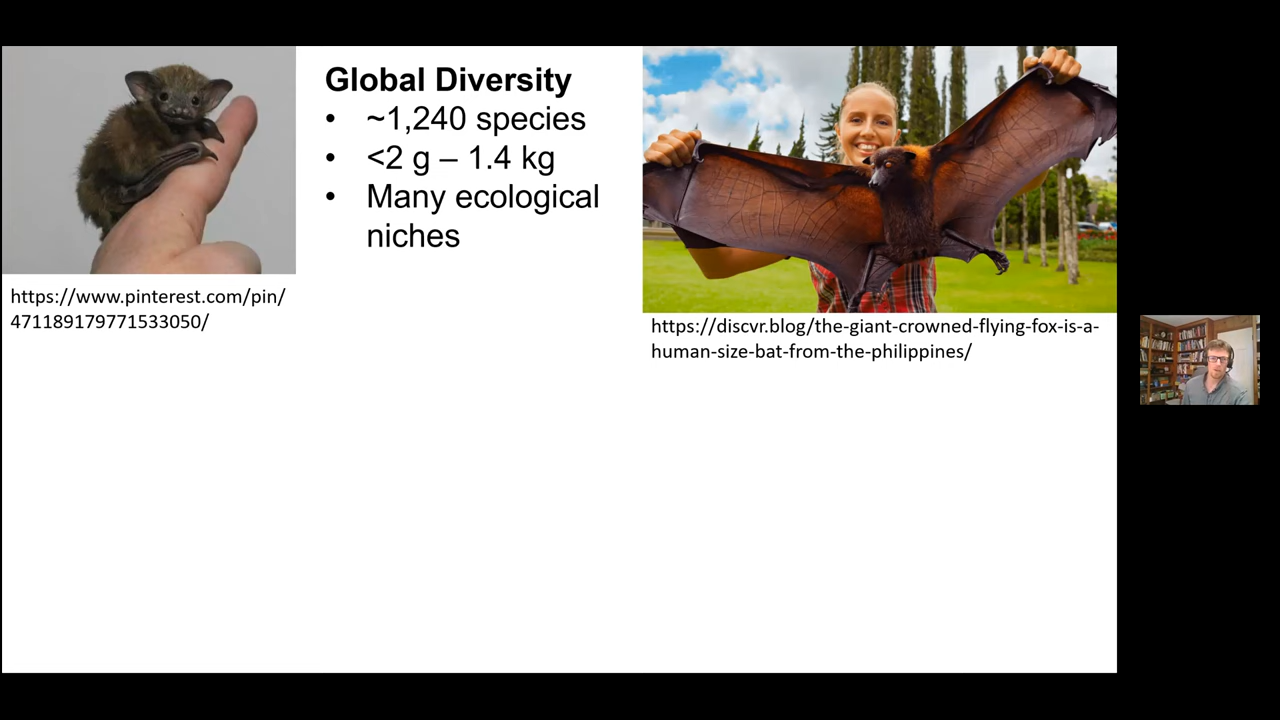 Global Diversity
• ~1,240 species
• <2 g – 1.4 kg
• Many ecological
niches
https://www.pinterest.com/pin/
471189179771533050/
https://discvr.blog/the-giant-crowned-flying-fox-is-a-
human-size-bat-from-the-philippines/